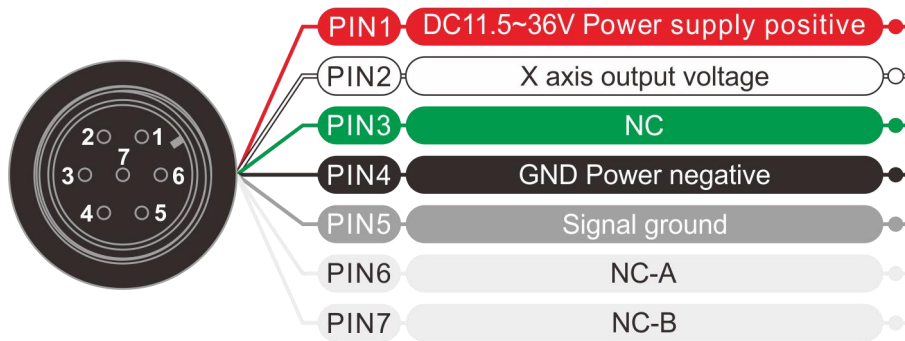 PIN1 DC11.5~36V Power supply positive
PIN2 X axis output voltage
PIN3 NC
PIN4 GND Power negative
PIN5 Signal ground
PIN6 NC-A
PIN7 NC-B
2 1
7
3 6
4 5